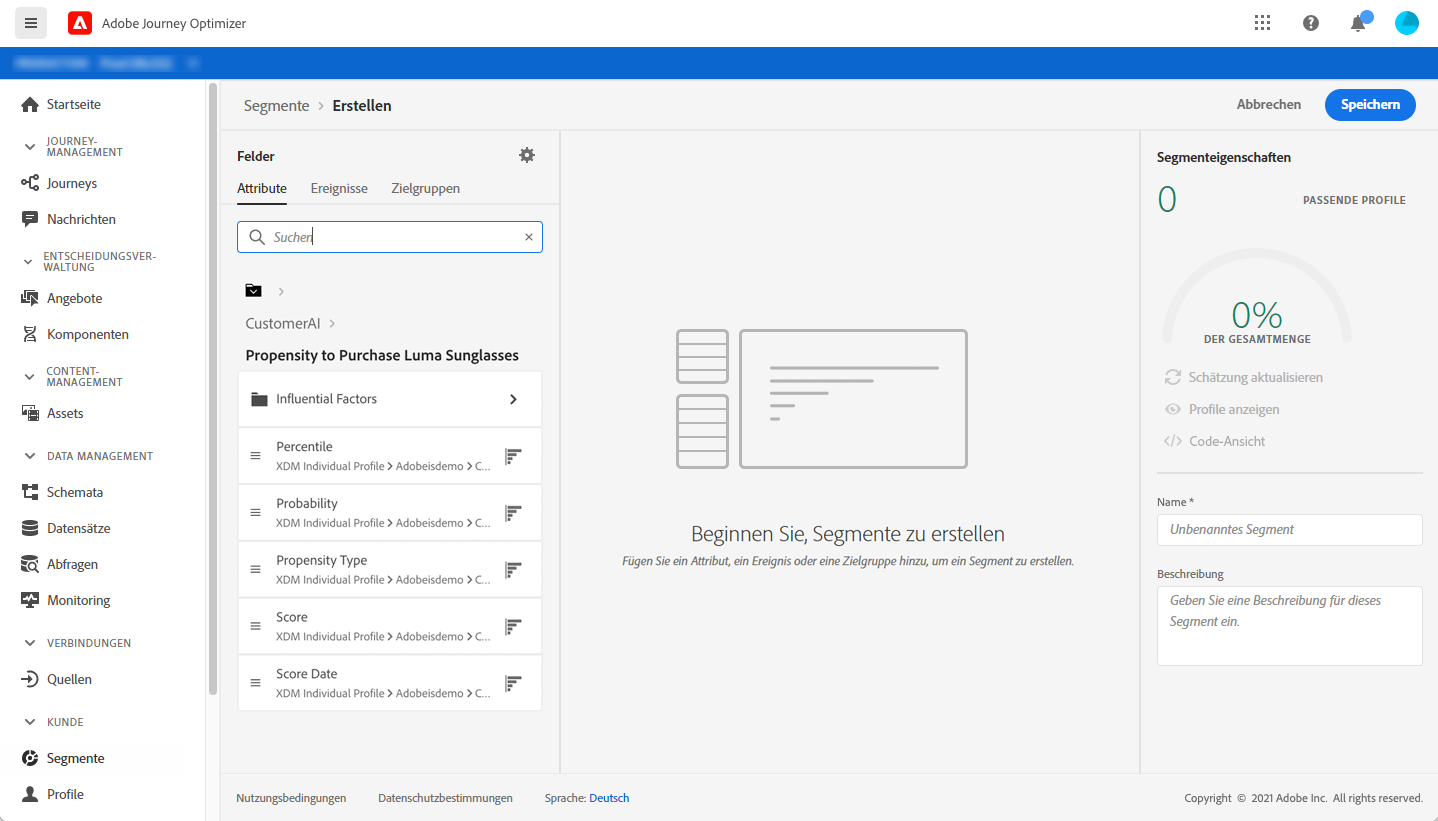 Adobe Journey Optimizer
Startseite
JOURNEY-
MANAGEMENT
Journeys
Nachrichten
ENTSCHEIDUNGSVER-
WALTUNG
Angebote
Komponenten
CONTENT-
MANAGEMENT
Assets
DATA MANAGEMENT
Schemata
Datensätze
Abfragen
Monitoring
VERBINDUNGEN
Quellen
KUNDE
Segmente
Profile
Segmente > Erstellen
Abbrechen
Speichern
Felder
Attribute Ereignisse Zielgruppen
Suchen
CustomerAI >
Propensity to Purchase Luma Sunglasses
Influential Factors
Percentile
XDM Individual Profile > Adobeisdemo > C...
Probability
XDM Individual Profile > Adobeisdemo > C...
Propensity Type
XDM Individual Profile > Adobeisdemo > C...
Score
XDM Individual Profile > Adobeisdemo > C...
Score Date
XDM Individual Profile > Adobeisdemo > C...
Beginnen Sie, Segmente zu erstellen
Fügen Sie ein Attribut, ein Ereignis oder eine Zielgruppe hinzu, um ein Segment zu erstellen.
Segmenteigenschaften
0 PASSENDE PROFILE
0%
DER GESAMTMENGE
Schätzung aktualisieren
Profile anzeigen
</> Code-Ansicht
Name *
Unbenanntes Segment
Beschreibung
Geben Sie eine Beschreibung für dieses
Segment ein.
Nutzungsbedingungen Datenschutzbestimmungen Sprache: Deutsch
Copyright © 2021 Adobe Inc. All rights reserved.